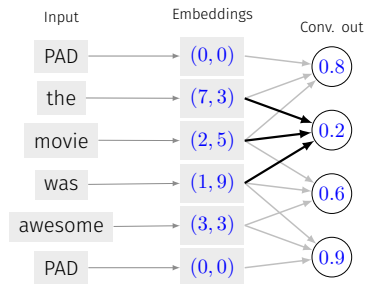 Input Embeddings Conv. out
PAD (0, 0) 0.8
the (7, 3)
movie (2, 5) 0.2
was (1, 9) 0.6
awesome (3, 3)
PAD (0, 0) 0.9